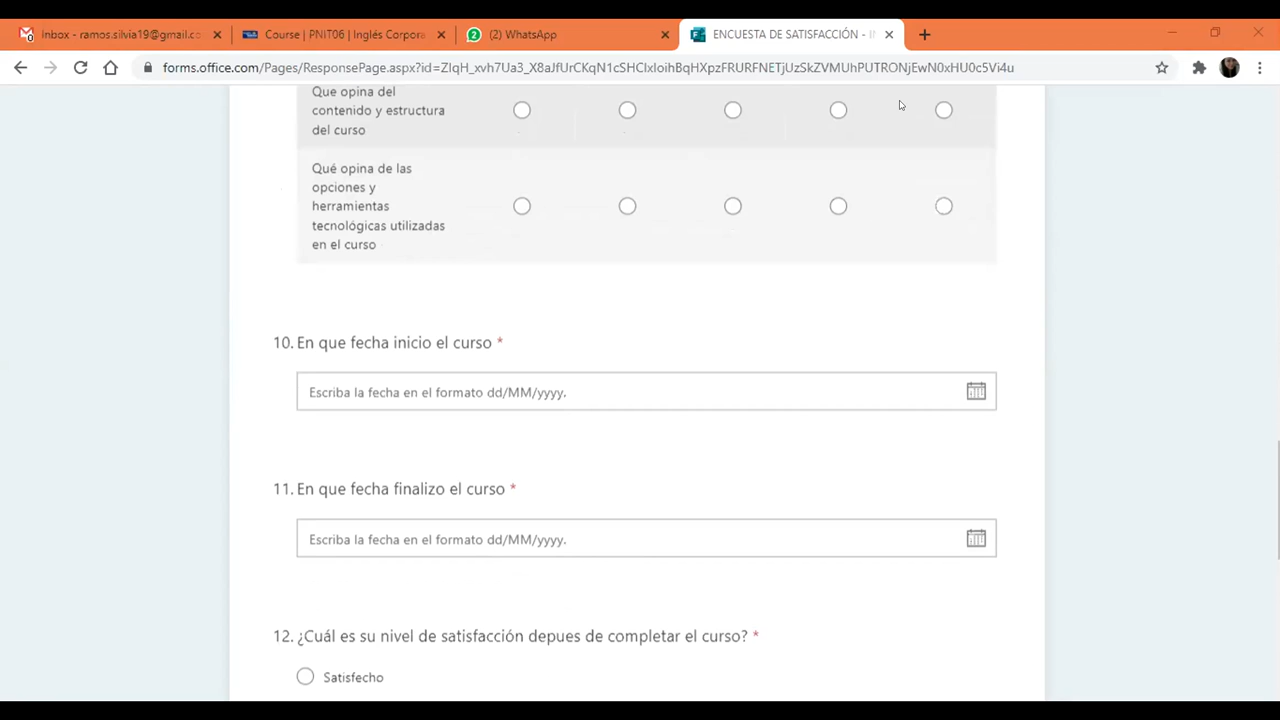 Inbox - ramos.silvia19@gmail.co
Course | PNIT06 | Inglés Corpora
(2) WhatsApp
ENCUESTA DE SATISFACCIÓN - I
forms.office.com/Pages/ResponsePage.aspx?id=ZIqH_xvh7Ua3_X8aJfUrCKqN1cSHCIxIoihBqHXpzFRURFNETjUzSkZVMUhPUTRONjEwN0xHU0c5Vi4u
Que opina del
contenido y estructura
del curso
Qué opina de las
opciones y
herramientas
tecnológicas utilizadas
en el curso
10. En que fecha inicio el curso *
Escriba la fecha en el formato dd/MM/yyyy.
11. En que fecha finalizo el curso *
Escriba la fecha en el formato dd/MM/yyyy.
12. ¿Cuál es su nivel de satisfacción depues de completar el curso? *
Satisfecho